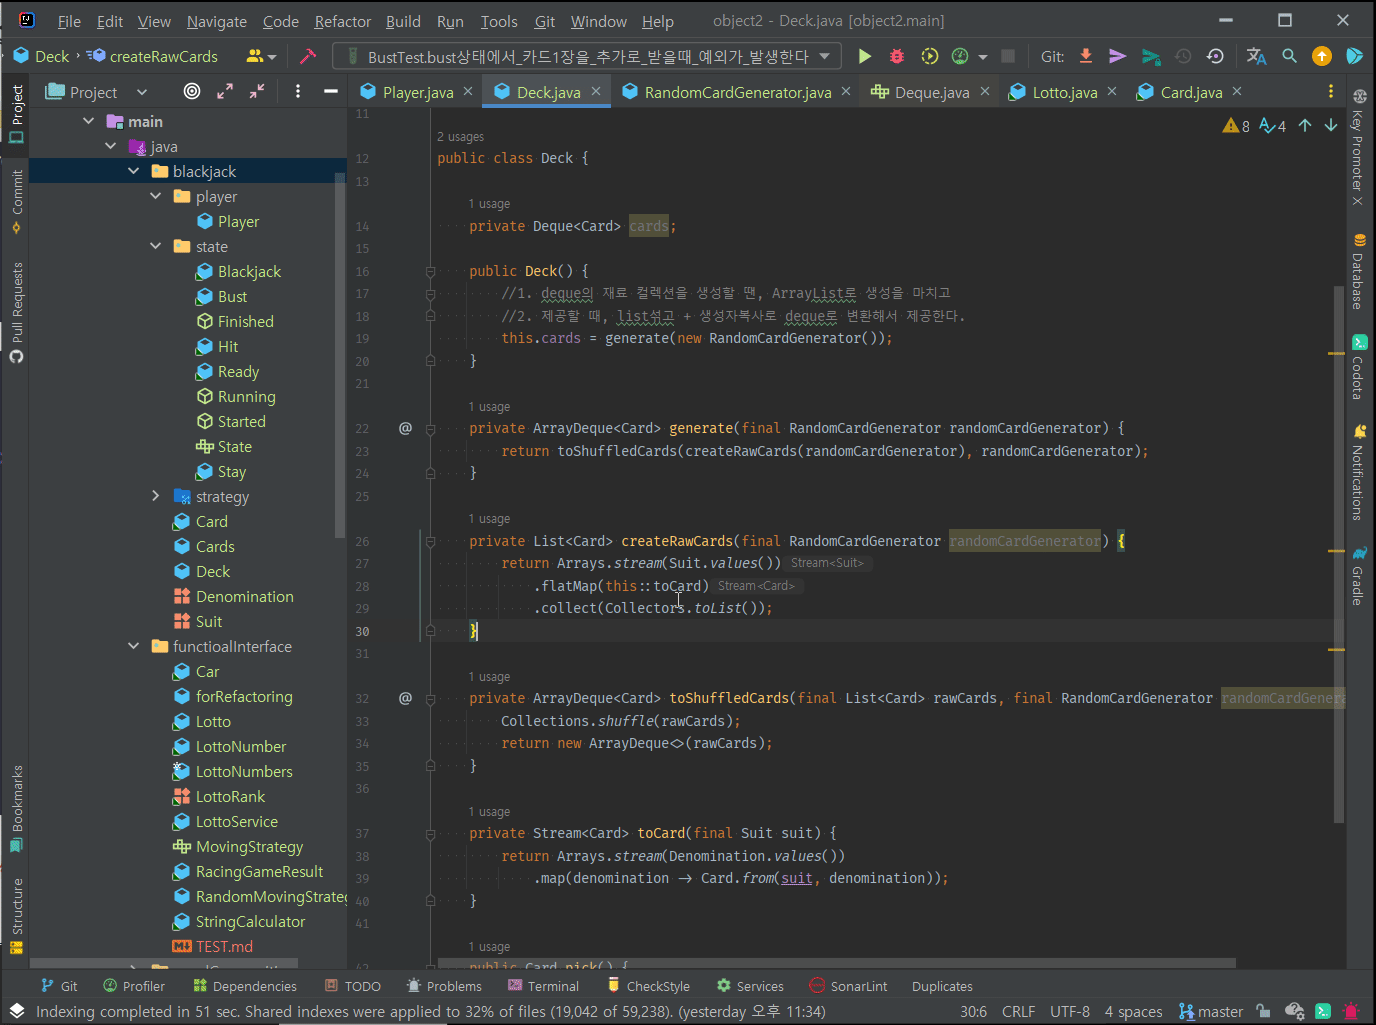 File Edit View Navigate Code Refactor Build Run Tools Git Window Help object2 - Deck.java [object2.main]
Deck createRawCards BustTest.bust상태에서_카드1장을_추가로_받을때_예외가_발생한다 Git:
Project Player.java Deck.java RandomCardGenerator.java Deque.java Lotto.java Card.java
Project
Commit
Pull Requests
Bookmarks
Structure
main
java
blackjack
player
Player
state
Blackjack
Bust
Finished
Hit
Ready
Running
Started
State
Stay
strategy
Card
Cards
Deck
Denomination
Suit
functioalInterface
Car
forRefactoring
Lotto
LottoNumber
LottoNumbers
LottoRank
LottoService
MovingStrategy
RacingGameResult
RandomMovingStrate
StringCalculator
TEST.md
8 4
11
2 usages
12 public class Deck {
13
1 usage
14 private Deque<Card> cards;
15
16 public Deck() {
17 //1. deque의 재료 컬렉션을 생성할 땐, ArrayList로 생성을 마치고
18 //2. 제공할 때, list섞고 + 생성자복사로 deque로 변환해서 제공한다.
19 this.cards = generate(new RandomCardGenerator());
20 }
21
1 usage
22 @ private ArrayDeque<Card> generate(final RandomCardGenerator randomCardGenerator) {
23 return toShuffledCards(createRawCards(randomCardGenerator), randomCardGenerator);
24 }
25
1 usage
26 private List<Card> createRawCards(final RandomCardGenerator randomCardGenerator) {
27 return Arrays.stream(Suit.values()) Stream<Suit>
28 .flatMap(this::toCard) Stream<Card>
29 .collect(Collectors.toList());
30 }
31
1 usage
32 @ private ArrayDeque<Card> toShuffledCards(final List<Card> rawCards, final RandomCardGenerator randomCardGenera
33 Collections.shuffle(rawCards);
34 return new ArrayDeque<>(rawCards);
35 }
36
1 usage
37 private Stream<Card> toCard(final Suit suit) {
38 return Arrays.stream(Denomination.values())
39 .map(denomination → Card.from(suit, denomination));
40 }
41
1 usage
42 public Card pick() {
Key Promoter X
Database
Codota
Notifications
Gradle
Git Profiler Dependencies TODO Problems Terminal CheckStyle Services SonarLint Duplicates
Indexing completed in 51 sec. Shared indexes were applied to 32% of files (19,042 of 59,238). (yesterday 오후 11:34) 30:6 CRLF UTF-8 4 spaces master